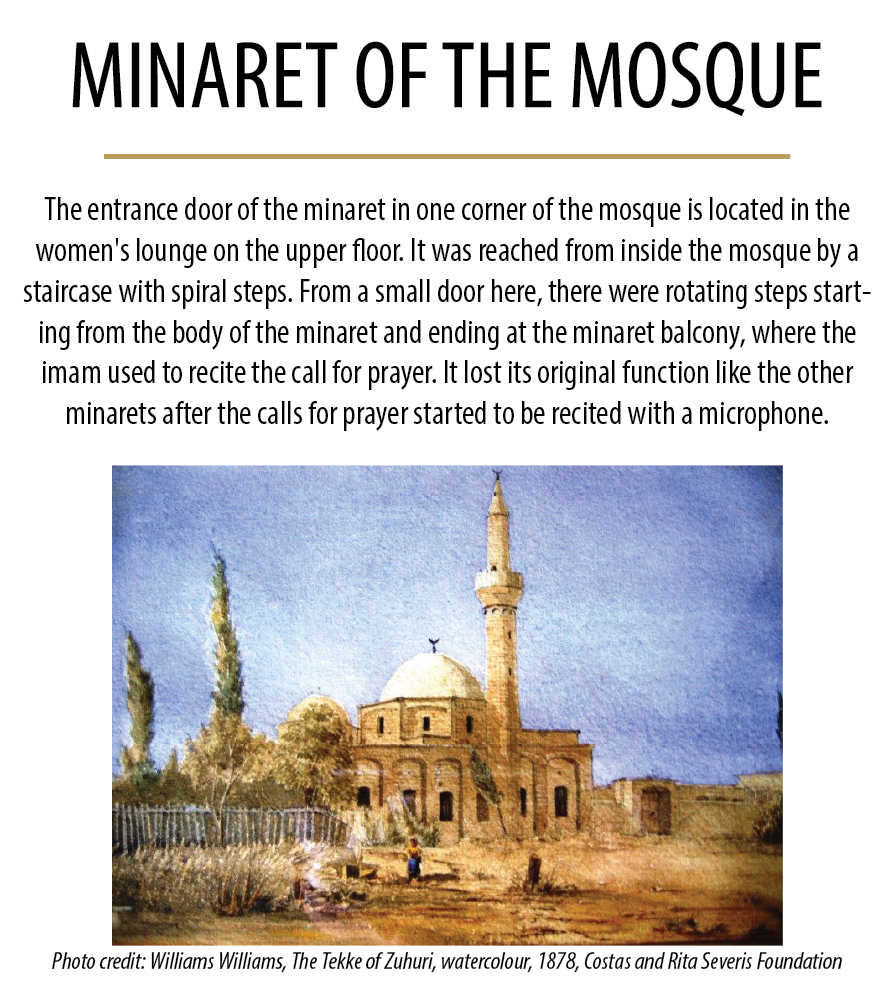 MINARET OF THE MOSQUE
The entrance door of the minaret in one corner of the mosque is located in the
women's lounge on the upper floor. It was reached from inside the mosque by a
staircase with spiral steps. From a small door here, there were rotating steps start-
ing from the body of the minaret and ending at the minaret balcony, where the
imam used to recite the call for prayer. It lost its original function like the other
minarets after the calls for prayer started to be recited with a microphone.
Photo credit: Williams Williams, The Tekke of Zuhuri, watercolour, 1878, Costas and Rita Severis Foundation